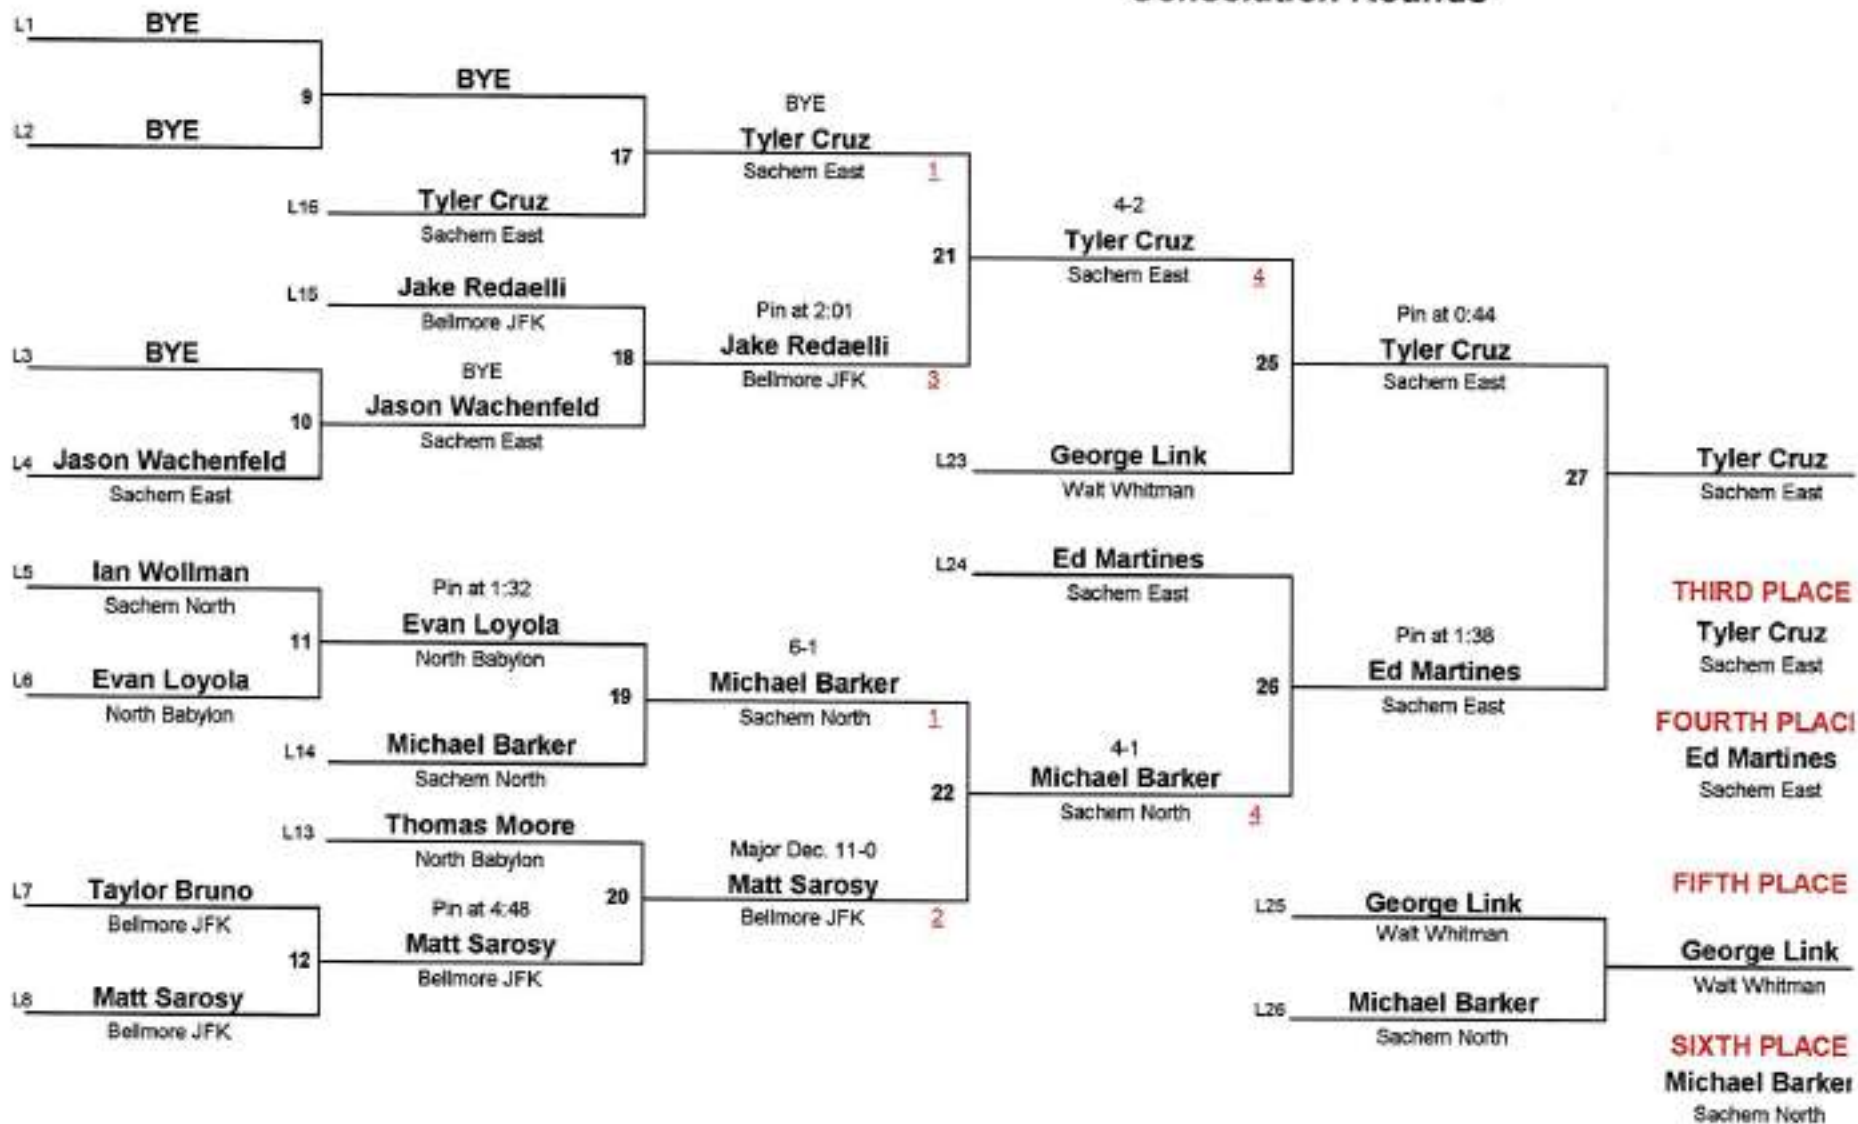 L1 BYE
9
L2 BYE
BYE
17
L16 Tyler Cruz
Sachem East
BYE
Tyler Cruz
Sachem East 1
L15 Jake Redaelli
Bellmore JFK
L3 BYE
10
L4 Jason Wachenfeld
Sachem East
BYE
Jason Wachenfeld
Sachem East
18
Pin at 2:01
Jake Redaelli
Bellmore JFK 3
21
4-2
Tyler Cruz
Sachem East 4
25
L23 George Link
Walt Whitman
Pin at 0:44
Tyler Cruz
Sachem East
27
Tyler Cruz
Sachem East
L5 Ian Wollman
Sachem North
11
L6 Evan Loyola
North Babylon
Pin at 1:32
Evan Loyola
North Babylon
19
L14 Michael Barker
Sachem North
6-1
Michael Barker
Sachem North 1
L13 Thomas Moore
North Babylon
L7 Taylor Bruno
Bellmore JFK
12
L8 Matt Sarosy
Bellmore JFK
Pin at 4:48
Matt Sarosy
Bellmore JFK
20
Major Dec. 11-0
Matt Sarosy
Bellmore JFK 2
22
L24 Ed Martines
Sachem East
4-1
Michael Barker
Sachem North 4
26
Pin at 1:38
Ed Martines
Sachem East
THIRD PLACE
Tyler Cruz
Sachem East
FOURTH PLAC
Ed Martines
Sachem East
L25 George Link
Walt Whitman
L26 Michael Barker
Sachem North
FIFTH PLACE
George Link
Walt Whitman
SIXTH PLACE
Michael Barker
Sachem North